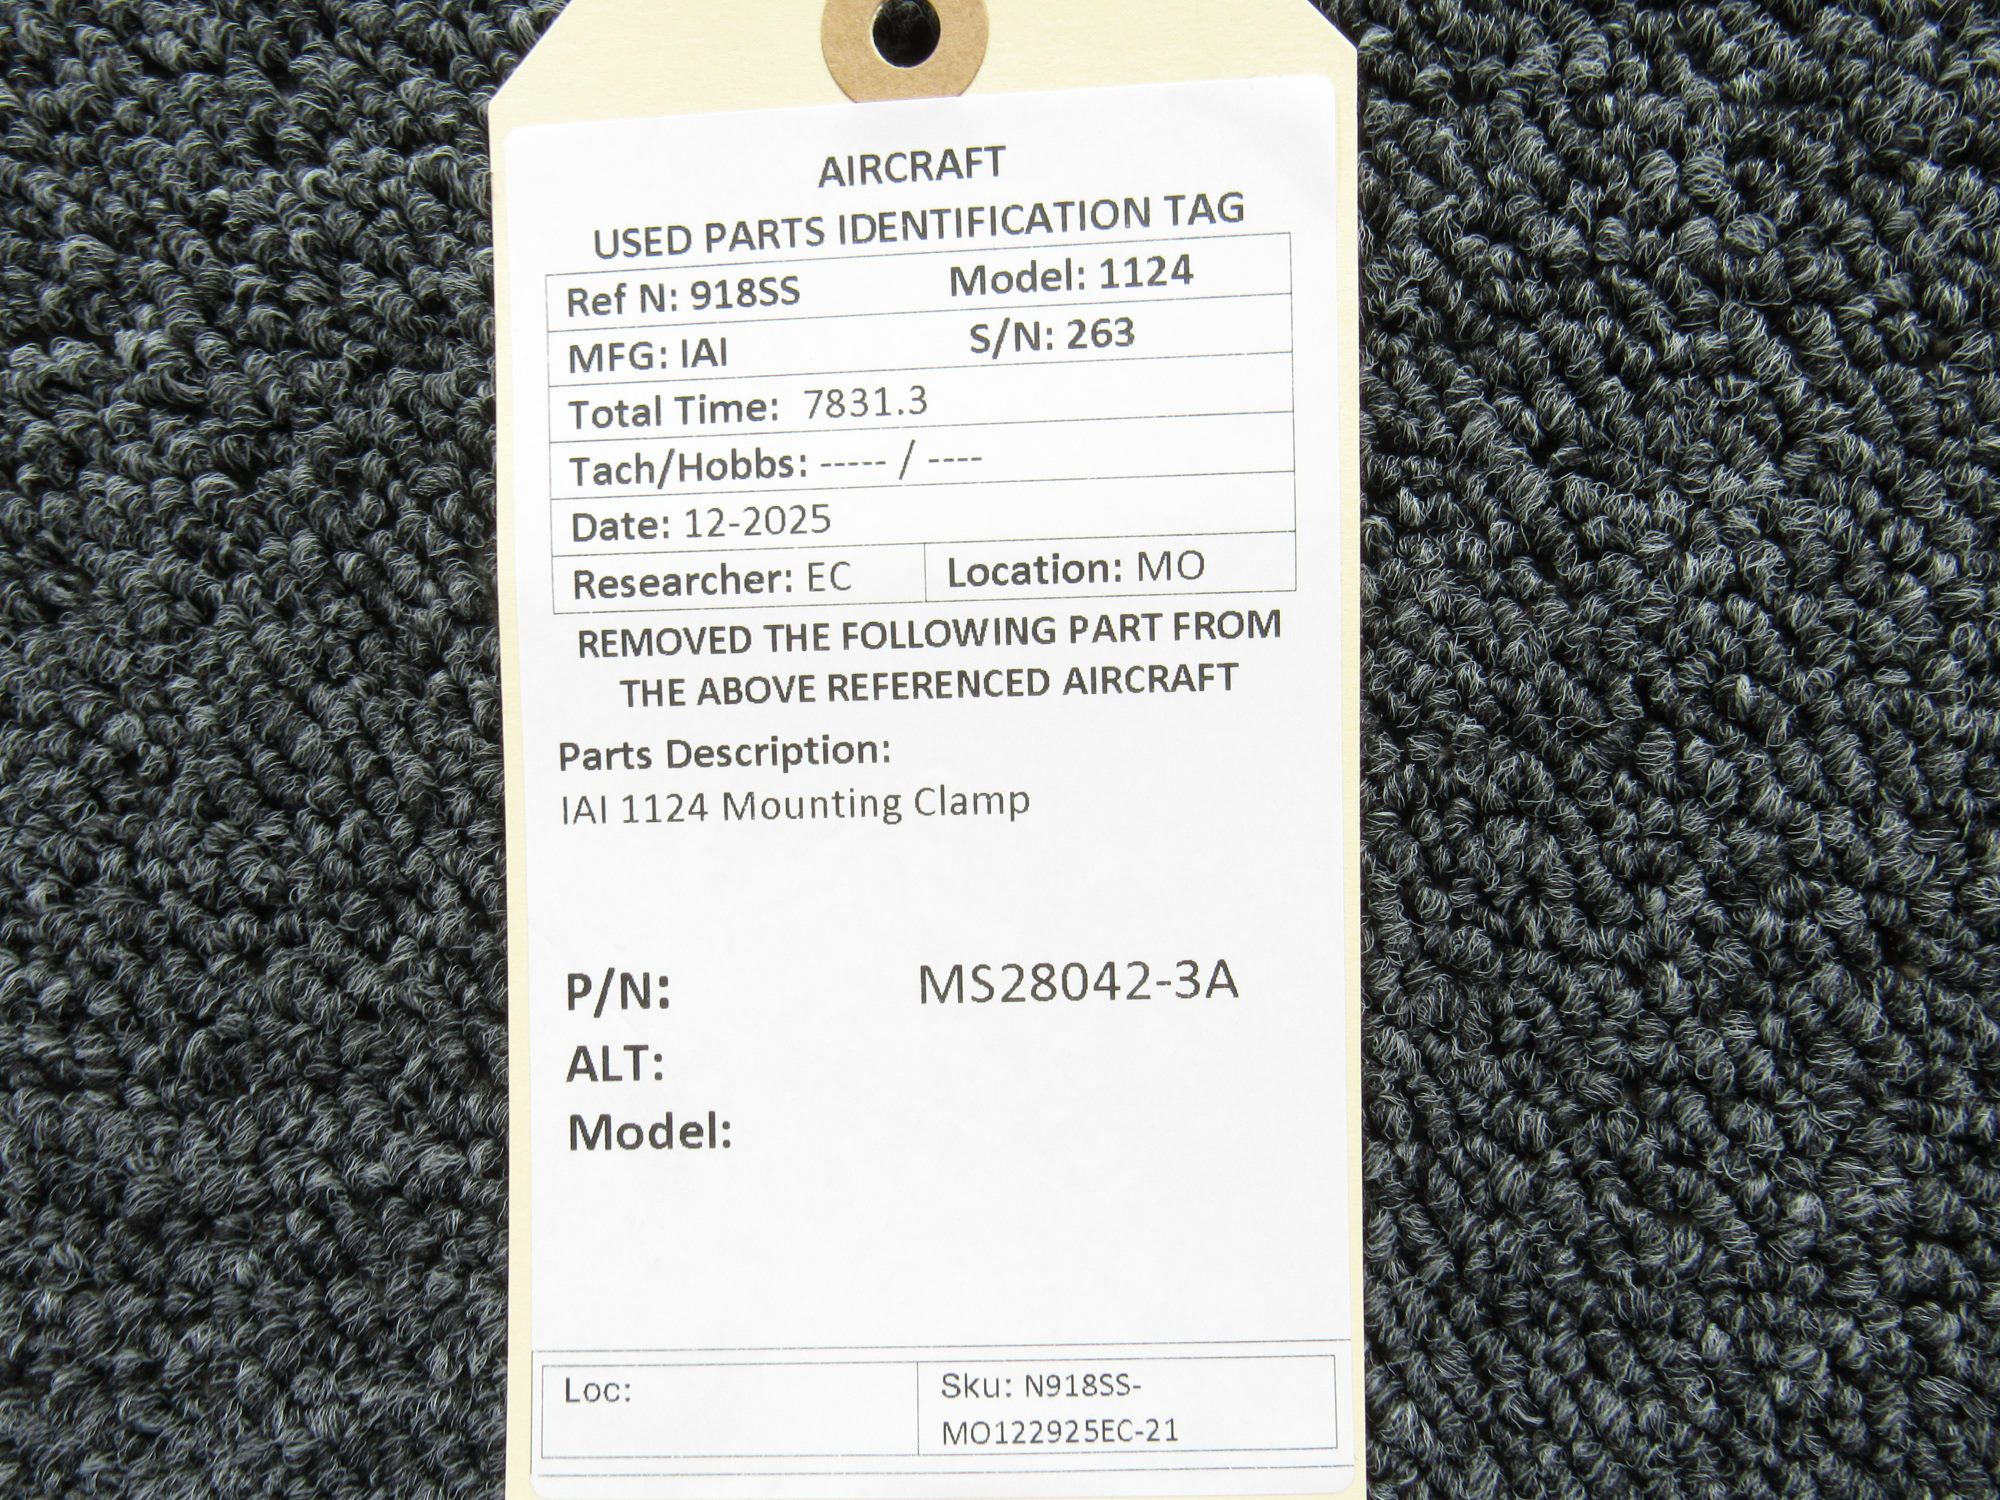 AIRCRAFT
USED PARTS IDENTIFICATION TAG
Ref N: 918SS Model: 1124
MFG: IAI S/N: 263
Total Time: 7831.3
Tach/Hobbs: ----- / ----
Date: 12-2025
Researcher: EC Location: MO
REMOVED THE FOLLOWING PART FROM
THE ABOVE REFERENCED AIRCRAFT
Parts Description:
IAI 1124 Mounting Clamp
P/N: MS28042-3A
ALT:
Model:
Loc: Sku: N918SS-
MO122925EC-21